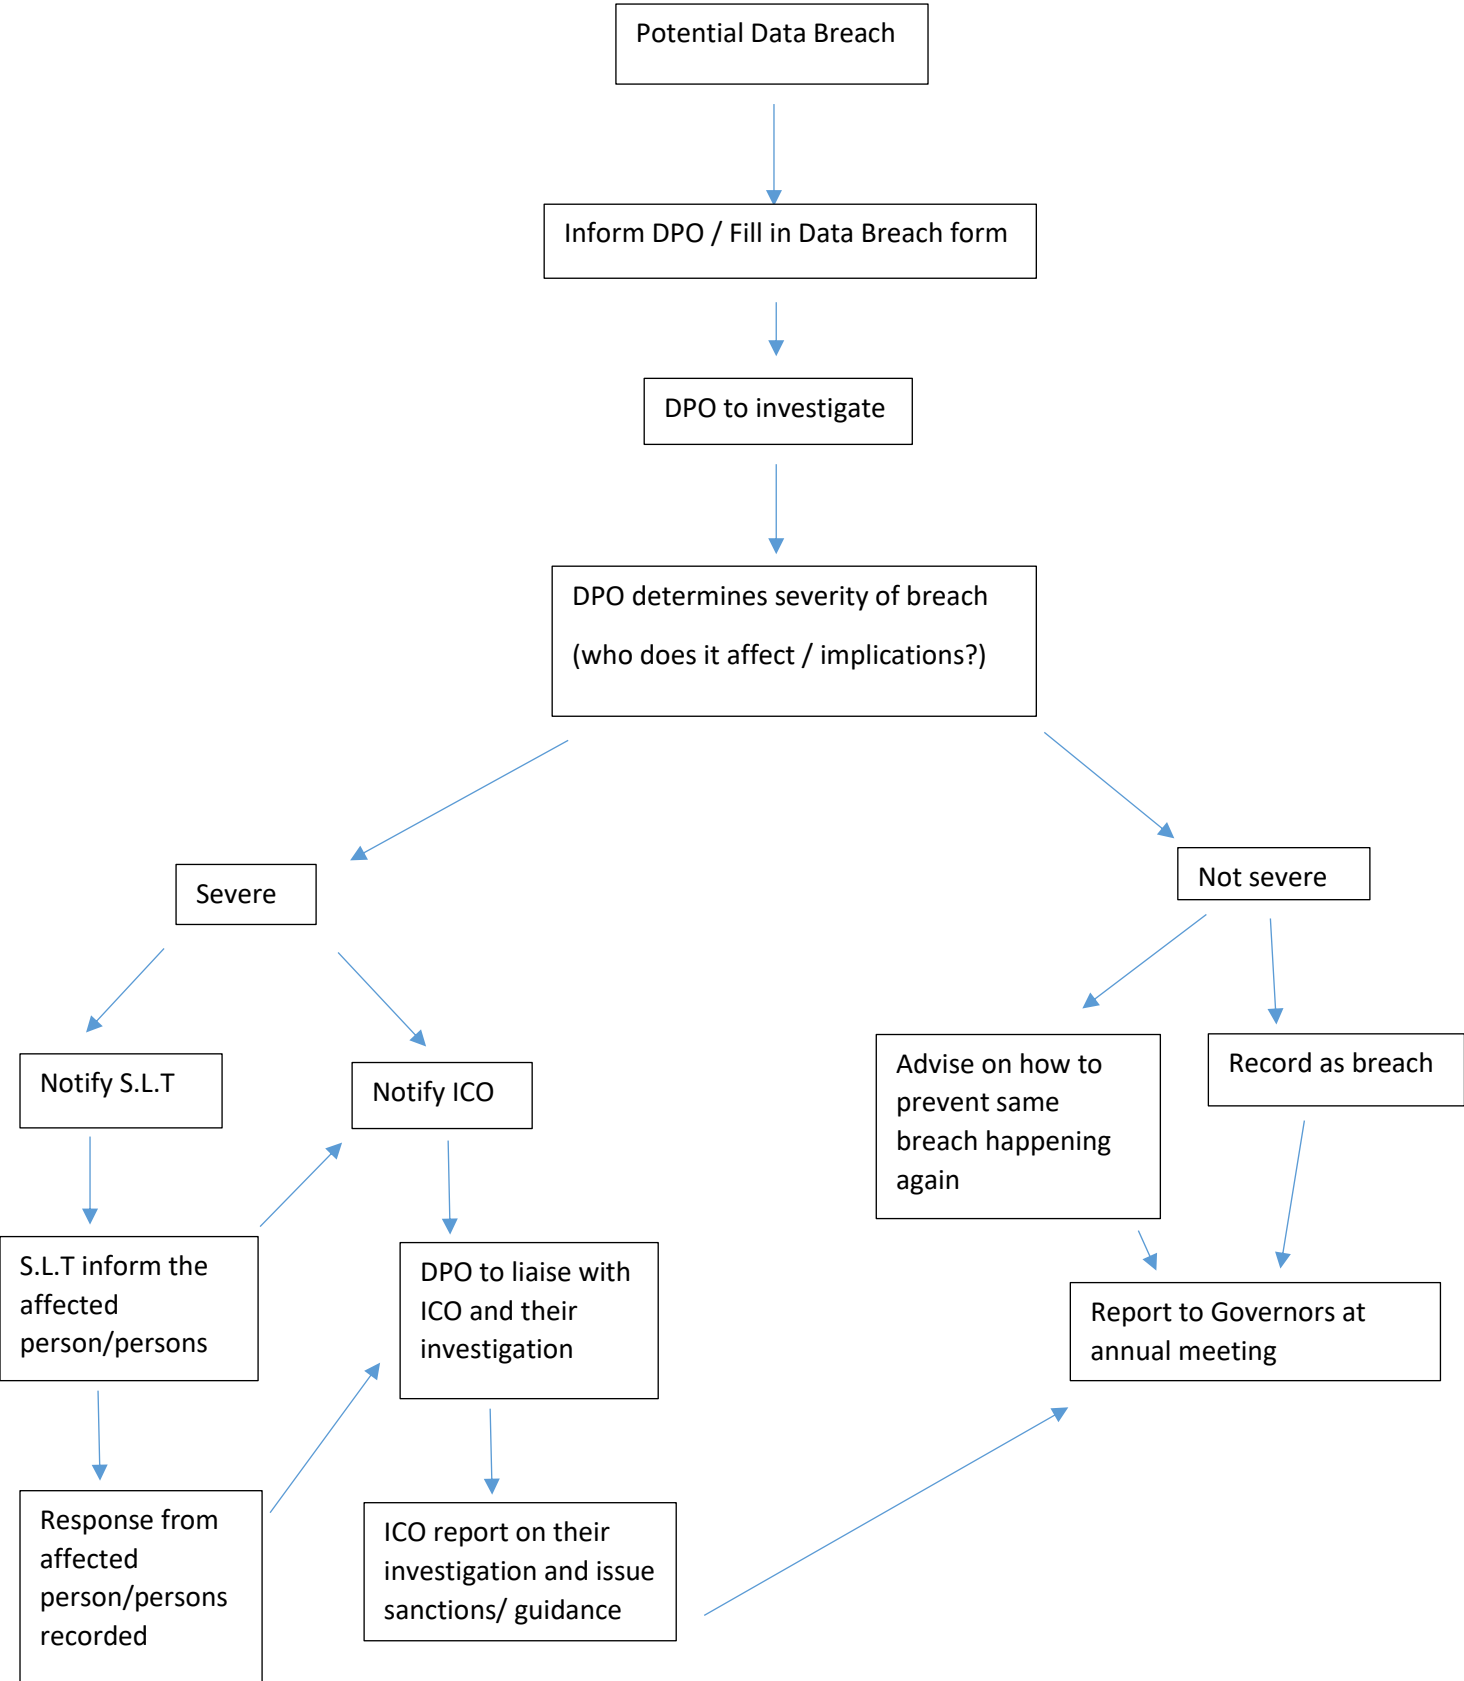 Potential Data Breach
Inform DPO / Fill in Data Breach form
DPO to investigate
DPO determines severity of breach
(who does it affect / implications?)
Severe
Not severe
Notify S.L.T
Notify ICO
Advise on how to
prevent same
breach happening
again
Record as breach
S.L.T inform the
affected
person/persons
DPO to liaise with
ICO and their
investigation
Report to Governors at
annual meeting
Response from
affected
person/persons
recorded
ICO report on their
investigation and issue
sanctions/ guidance